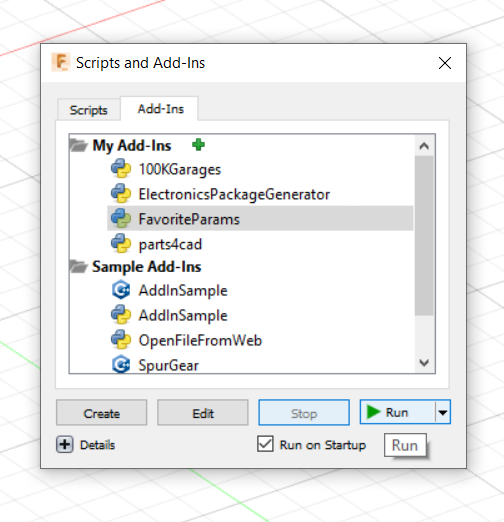 Scripts and Add-Ins
Scripts
Add-Ins
My Add-Ins
100KGarages
ElectronicsPackageGenerator
FavoriteParams
parts4cad
Sample Add-Ins
AddInSample
AddInSample
OpenFileFromWeb
SpurGear
Create
Edit
Stop
Run
Details
Run on Startup
Run